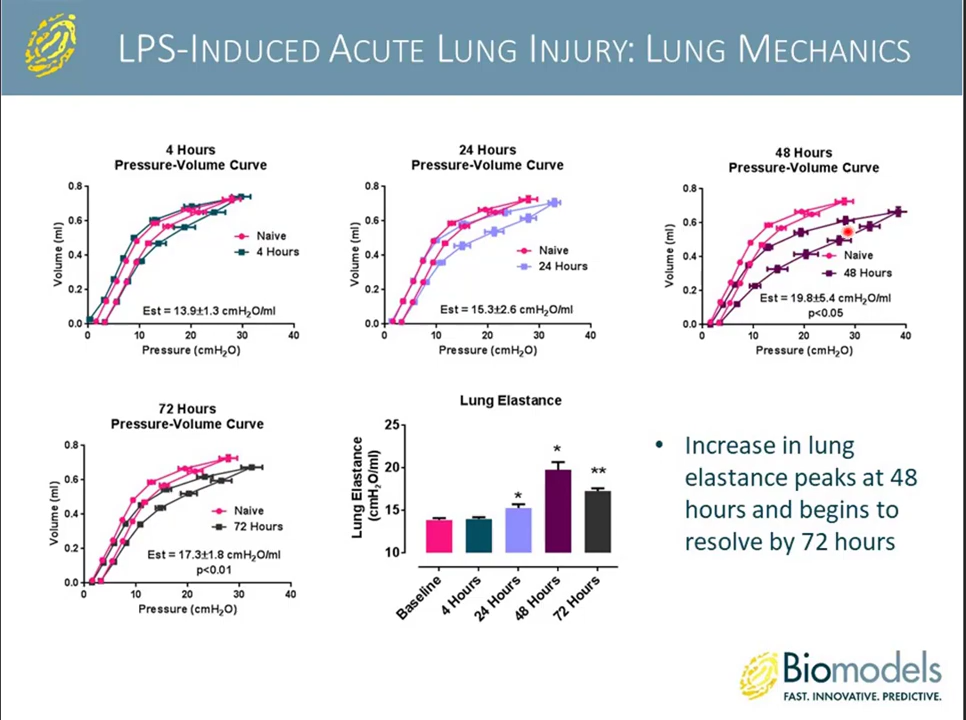 LPS-INDUCED ACUTE LUNG INJURY: LUNG MECHANICS
4 Hours
Pressure-Volume Curve
0.8
0.6
0.4
0.2
0.0
Volume (ml)
Naive
4 Hours
Est = 13.9±1.3 cmH₂O/ml
0 10 20 30 40
Pressure (cmH₂O)
24 Hours
Pressure-Volume Curve
0.8
0.6
0.4
0.2
0.0
Volume (ml)
Naive
24 Hours
Est = 15.3±2.6 cmH₂O/ml
0 10 20 30 40
Pressure (cmH₂O)
48 Hours
Pressure-Volume Curve
0.8
0.6
0.4
0.2
0.0
Volume (ml)
Naive
48 Hours
Est = 19.8±5.4 cmH₂O/ml
p<0.05
0 10 20 30 40
Pressure (cmH₂O)
72 Hours
Pressure-Volume Curve
0.8
0.6
0.4
0.2
0.0
Volume (ml)
Naive
72 Hours
Est = 17.3±1.8 cmH₂O/ml
p<0.01
0 10 20 30 40
Pressure (cmH₂O)
Lung Elastance
25
20
15
10
Lung Elastance
(cmH₂O/ml)
*
*
**
Baseline
4 Hours
24 Hours
48 Hours
72 Hours
• Increase in lung
elastance peaks at 48
hours and begins to
resolve by 72 hours
Biomodels
FAST. INNOVATIVE. PREDICTIVE.